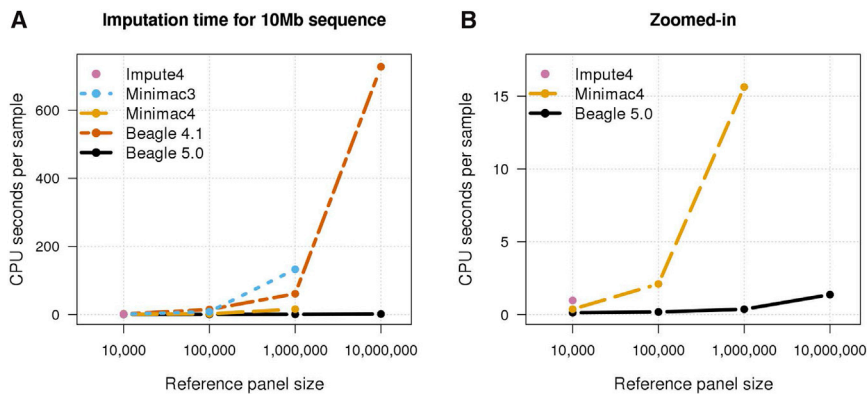 A
Imputation time for 10Mb sequence
CPU seconds per sample
600
400
200
0
Impute4
Minimac3
Minimac4
Beagle 4.1
Beagle 5.0
10,000
100,000
1,000,000
10,000,000
Reference panel size
B
Zoomed-in
CPU seconds per sample
15
10
5
0
Impute4
Minimac4
Beagle 5.0
10,000
100,000
1,000,000
10,000,000
Reference panel size